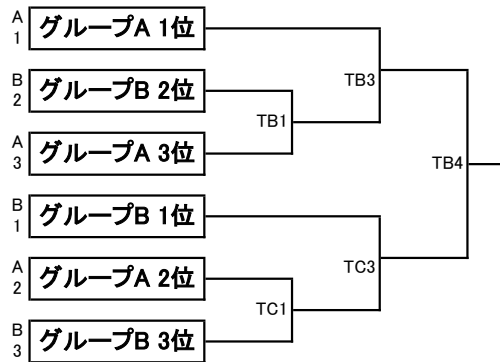 A
1
グループA 1位
B
2
グループB 2位
A
3
グループA 3位
B
1
グループB 1位
A
2
グループA 2位
B
3
グループB 3位
TB1
TB3
TC1
TC3
TB4